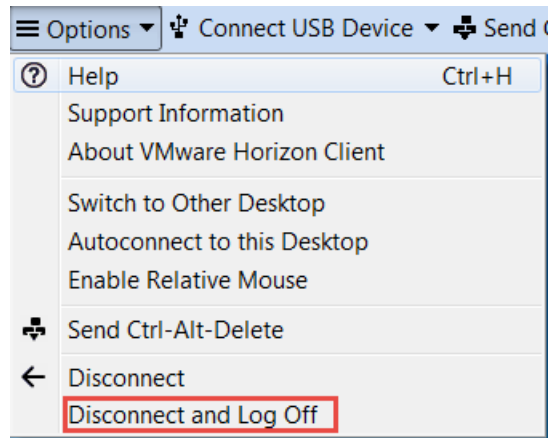 Options Connect USB Device Send
Help Ctrl+H
Support Information
About VMware Horizon Client
Switch to Other Desktop
Autoconnect to this Desktop
Enable Relative Mouse
Send Ctrl-Alt-Delete
Disconnect
Disconnect and Log Off